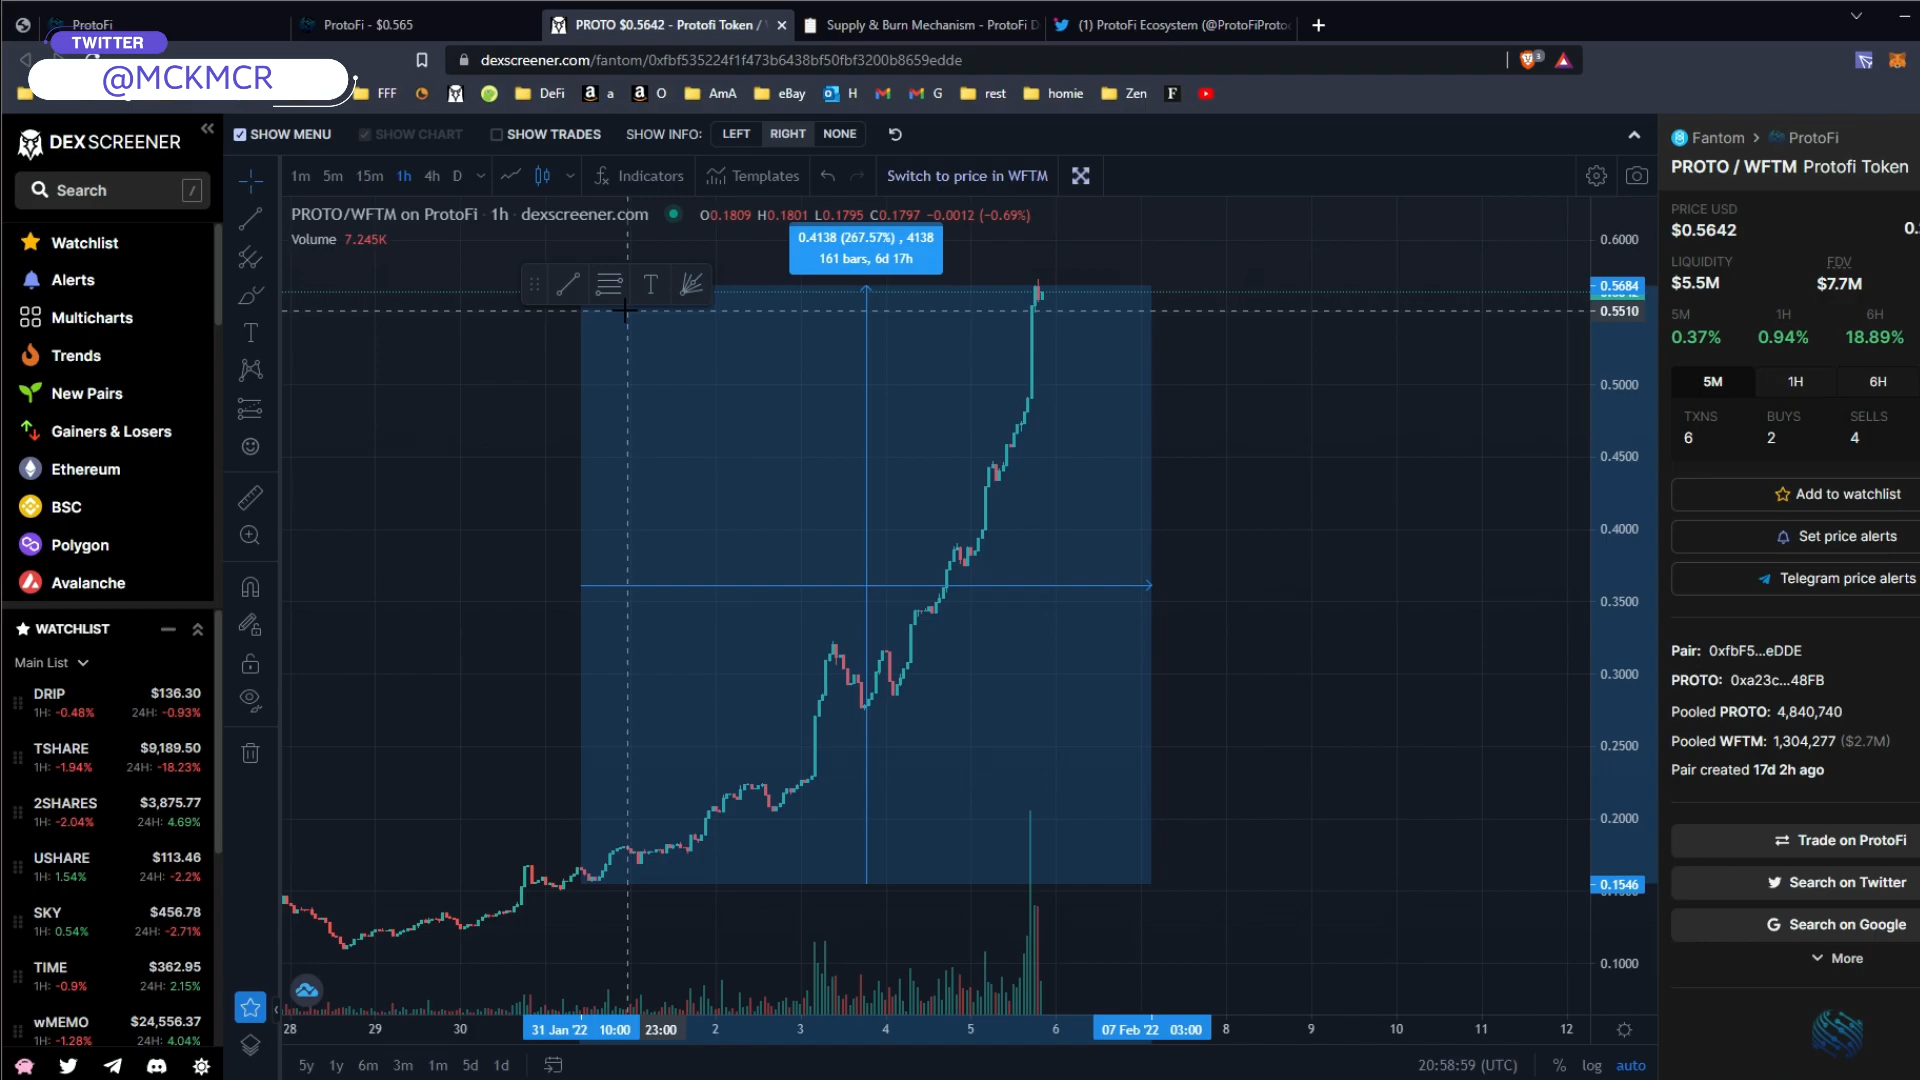 ProtoFi
ProtoFi - $0.565
PROTO $0.5642 - Protofi Token /
Supply & Burn Mechanism - ProtoFi D
(1) ProtoFi Ecosystem (@ProtoFiProtoc
TWITTER
@MCKMCR
dexscreener.com/fantom/0xfbf535224f1f473b6438bf50fbf3200b8659edde
FFF
DeFi
a
O
AmA
eBay
H
G
rest
homie
Zen
DEXSCREENER
SHOW MENU
SHOW CHART
SHOW TRADES
SHOW INFO:
LEFT
RIGHT
NONE
Search /
1m 5m 15m 1h 4h D
Indicators
Templates
Switch to price in WFTM
PROTO/WFTM on ProtoFi · 1h · dexscreener.com
O0.1809 H0.1801 L0.1795 C0.1797 -0.0012 (-0.69%)
Volume 7.245K
0.4138 (267.57%) , 4138
161 bars, 6d 17h
Watchlist
Alerts
Multicharts
Trends
New Pairs
Gainers & Losers
Ethereum
BSC
Polygon
Avalanche
WATCHLIST
Main List
DRIP $136.30
1H: -0.48% 24H: -0.93%
TSHARE $9,189.50
1H: -1.94% 24H: -18.23%
2SHARES $3,875.77
1H: -2.04% 24H: 4.69%
USHARE $113.46
1H: 1.54% 24H: -2.2%
SKY $456.78
1H: 0.54% 24H: -2.71%
TIME $362.95
1H: -0.9% 24H: 2.15%
wMEMO $24,556.37
1H: -1.28% 24H: 4.04%
0.6000
0.5684
0.5510
0.5000
0.4500
0.4000
0.3500
0.3000
0.2500
0.2000
0.1546
0.1000
28 29 30 31 Jan '22 10:00 23:00 2 3 4 5 6 07 Feb '22 03:00 8 9 10 11 12
5y 1y 6m 3m 1m 5d 1d
20:58:59 (UTC) % log auto
Fantom > ProtoFi
PROTO / WFTM Protofi Token
PRICE USD
$0.5642
0.
LIQUIDITY FDV
$5.5M $7.7M
5M 1H 6H
0.37% 0.94% 18.89%
5M 1H 6H
TXNS BUYS SELLS
6 2 4
Add to watchlist
Set price alerts
Telegram price alerts
Pair: 0xfbF5...eDDE
PROTO: 0xa23c...48FB
Pooled PROTO: 4,840,740
Pooled WFTM: 1,304,277 ($2.7M)
Pair created 17d 2h ago
Trade on ProtoFi
Search on Twitter
Search on Google
More